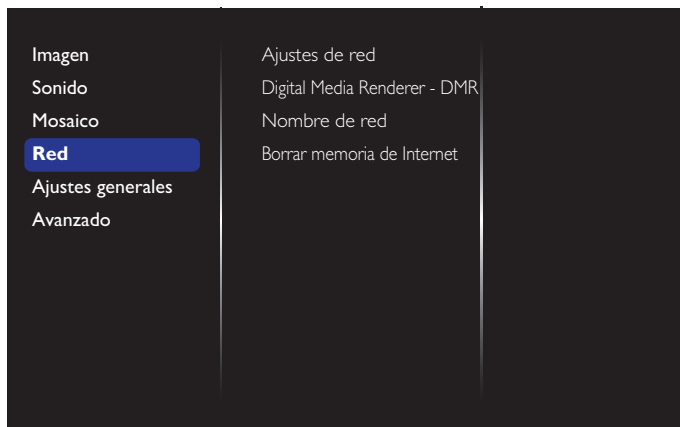 Imagen
Sonido
Mosaico
Red
Ajustes generales
Avanzado
Ajustes de red
Digital Media Renderer - DMR
Nombre de red
Borrar memoria de Internet